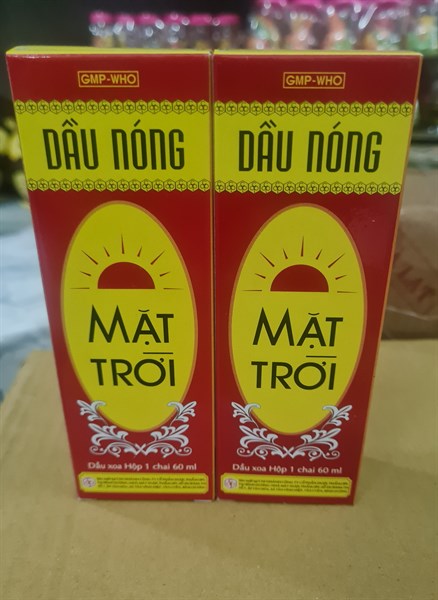 GMP-WHO
DẦU NÓNG
MẶT
TRỜI
Dầu xoa Hộp 1 chai 60 ml
GMP-WHO
DẦU NÓNG
MẶT
TRỜI
Dầu xoa Hộp 1 chai 60 ml